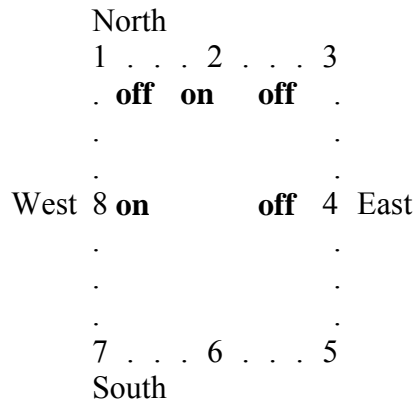 North
1 . . . 2 . . . 3
. off on off .
. .
. .
West 8 on off 4 East
. .
. .
. .
7 . . . 6 . . . 5
South